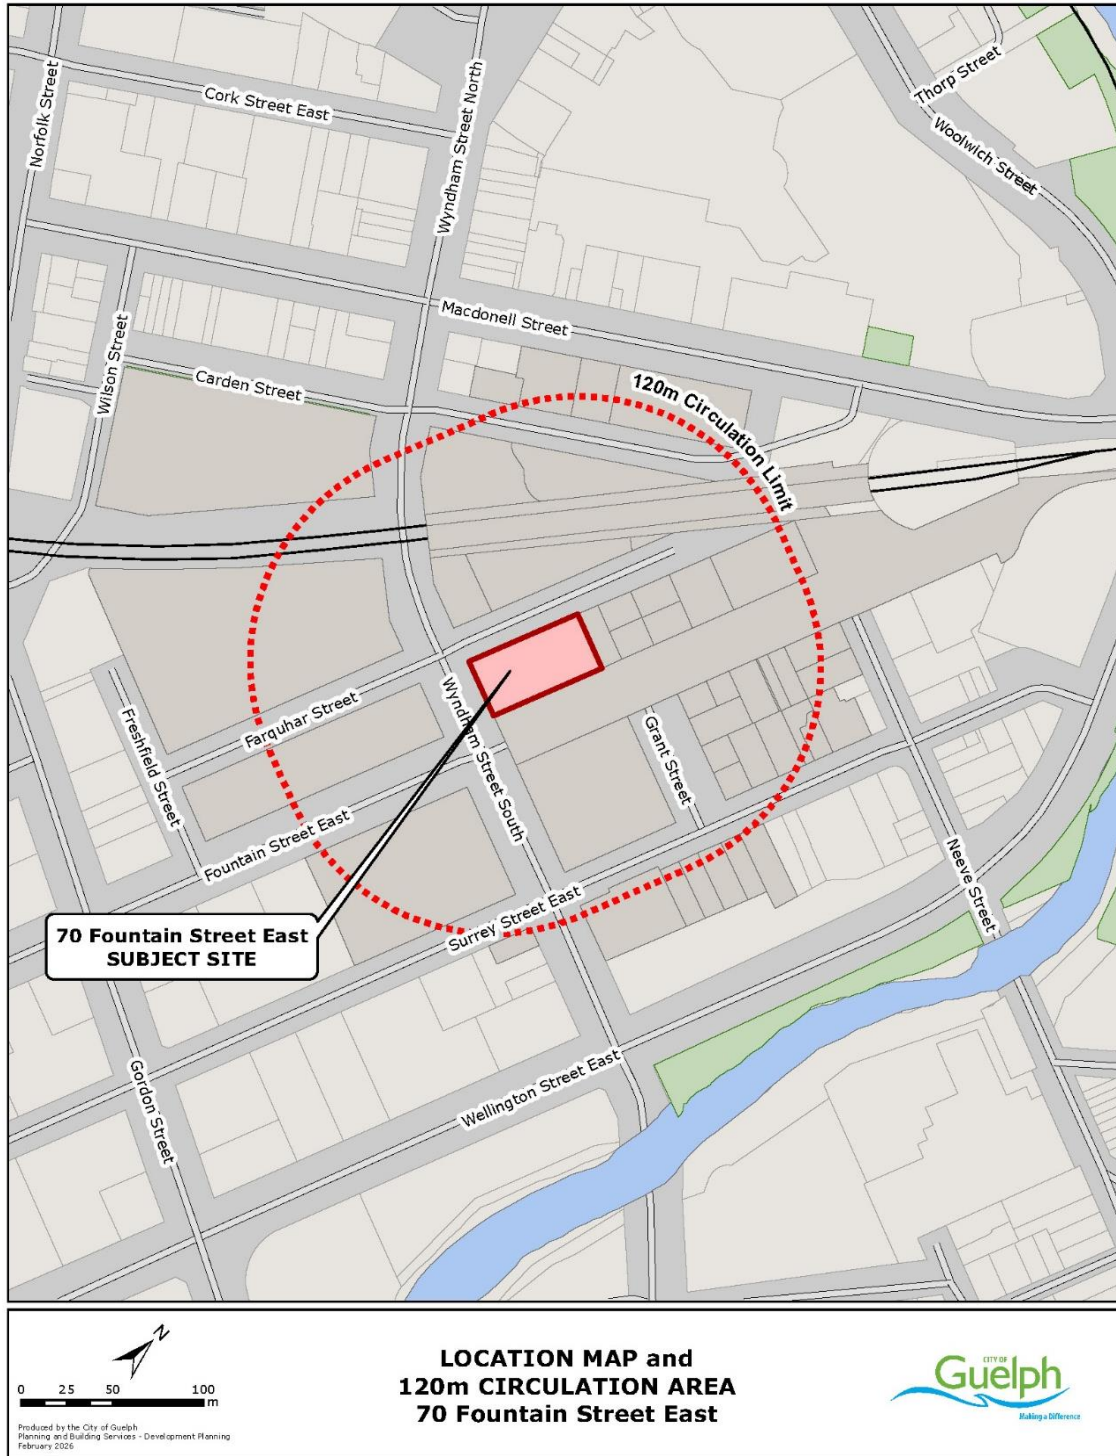 Thorp Street
Cork Street East
Norfolk Street
Wyndham Street North
Woolwich Street
Macdonell Street
Wilson Street
Carden Street
120m Circulation Limit
Farquhar Street
Freshfield Street
Wyndham Street South
Grant Street
Fountain Street East
Neeve Street
Surrey Street East
70 Fountain Street East
SUBJECT SITE
Gordon Street
Wellington Street East
N
0 25 50 100
m
Produced by the City of Guelph
Planning and Building Services - Development Planning
February 2026
LOCATION MAP and
120m CIRCULATION AREA
70 Fountain Street East
CITY OF
Guelph
Making a Difference